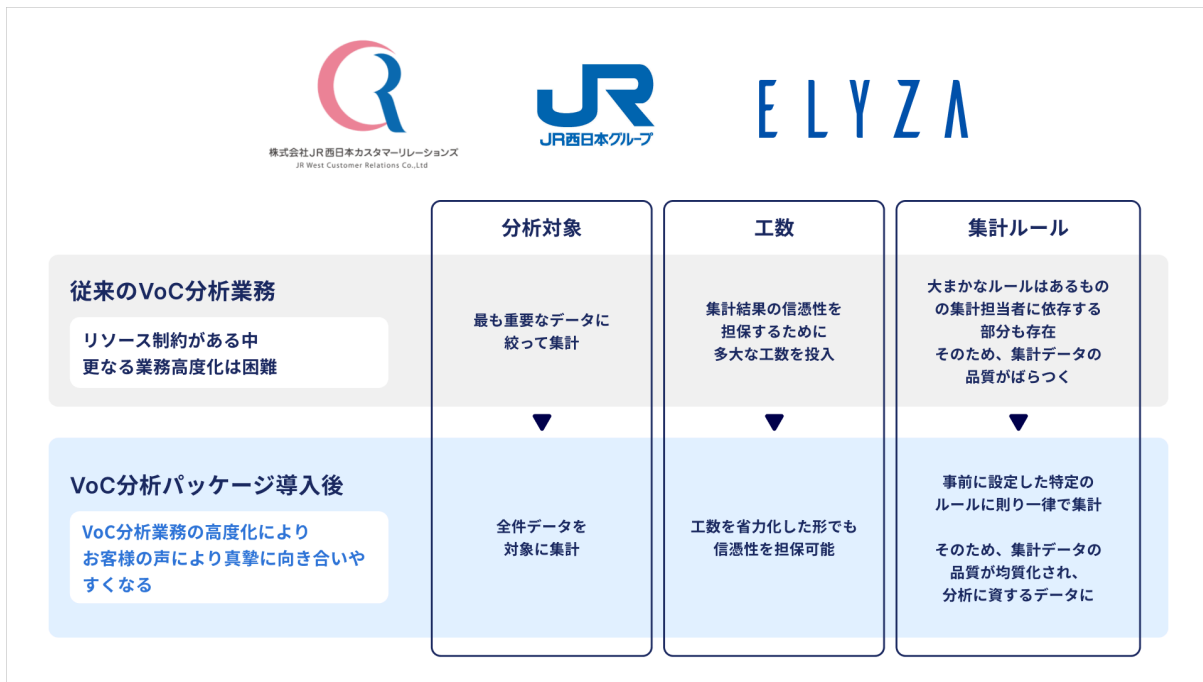 株式会社JR西日本カスタマーリレーションズ
JR West Customer Relations Co.,Ltd
JR
JR西日本グループ
ELYZA
分析対象
工数
集計ルール
従来のVoC分析業務
リソース制約がある中
更なる業務高度化は困難
最も重要なデータに
絞って集計
集計結果の信憑性を
担保するために
多大な工数を投入
大まかなルールはあるもの
の集計担当者に依存する
部分も存在
そのため、集計データの
品質がばらつく
VoC分析パッケージ導入後
VoC分析業務の高度化により
お客様の声により真摯に向き合いや
すくなる
全件データを
対象に集計
工数を省力化した形でも
信憑性を担保可能
事前に設定した特定の
ルールに則り一律で集計
そのため、集計データの
品質が均質化され、
分析に資するデータに